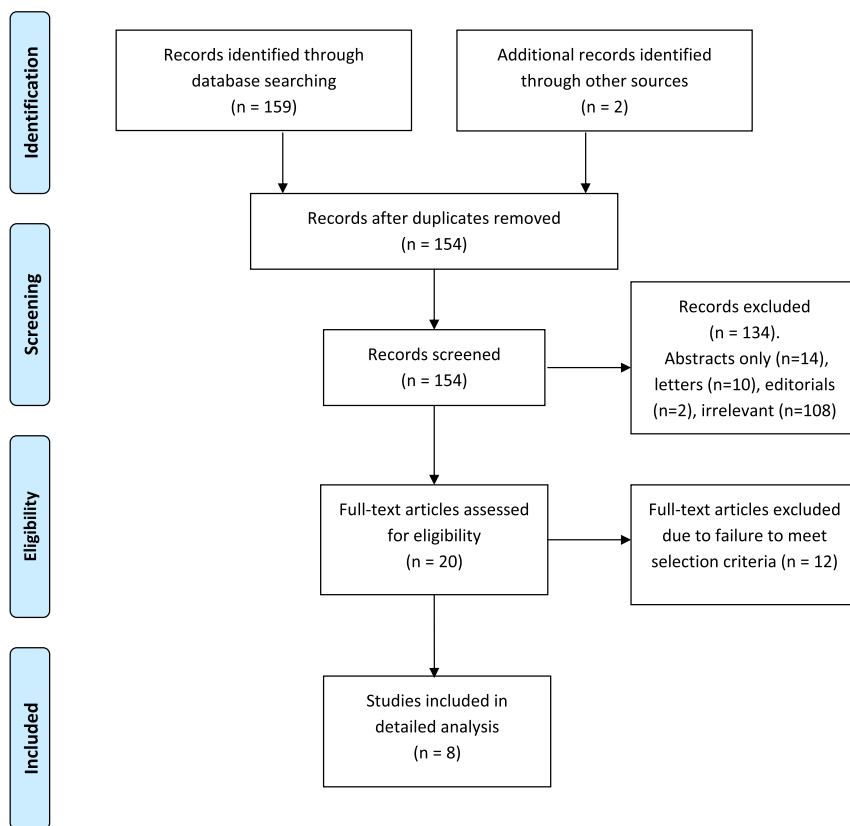 Identification
Records identified through
database searching
(n = 159)
Additional records identified
through other sources
(n = 2)
Records after duplicates removed
(n = 154)
Screening
Records screened
(n = 154)
Records excluded
(n = 134).
Abstracts only (n=14),
letters (n=10), editorials
(n=2), irrelevant (n=108)
Eligibility
Full-text articles assessed
for eligibility
(n = 20)
Full-text articles excluded
due to failure to meet
selection criteria (n = 12)
Included
Studies included in
detailed analysis
(n = 8)